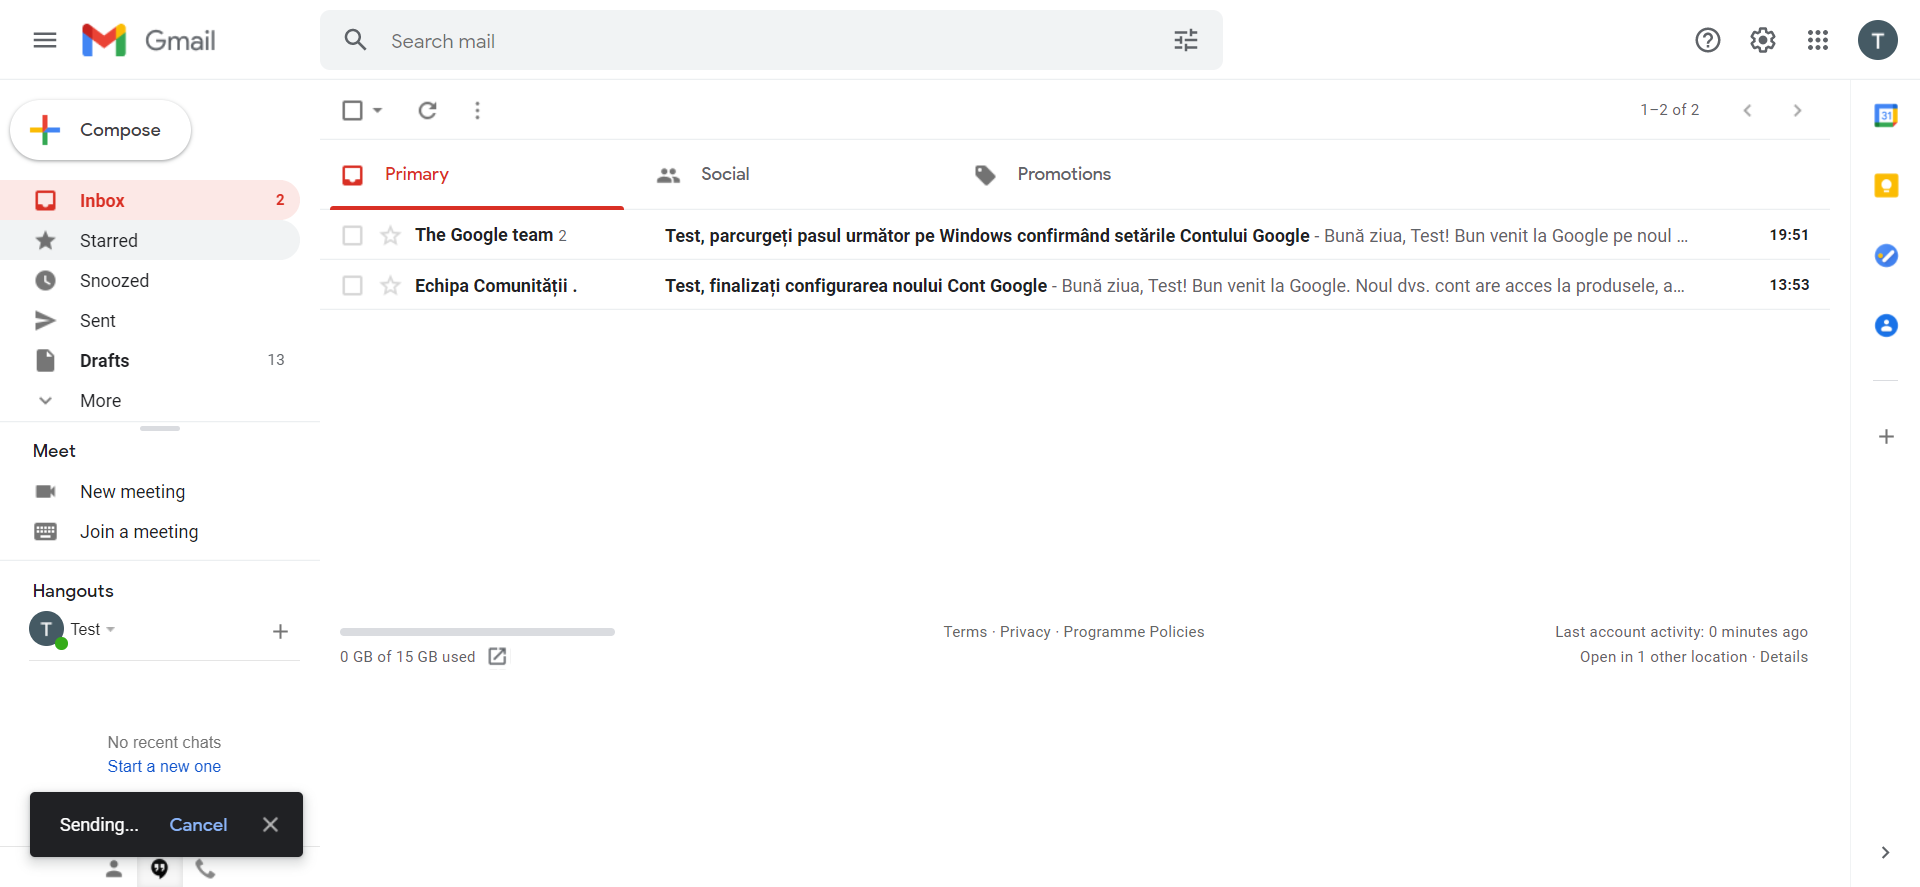 Gmail
Search mail
T
Compose
1–2 of 2
31
Primary
Social
Promotions
Inbox 2
The Google team 2 Test, parcurgeți pasul următor pe Windows confirmând setările Contului Google - Bună ziua, Test! Bun venit la Google pe noul ... 19:51
Starred
Snoozed
Echipa Comunității . Test, finalizați configurarea noului Cont Google - Bună ziua, Test! Bun venit la Google. Noul dvs. cont are acces la produsele, a... 13:53
Sent
Drafts 13
More
Meet
New meeting
Join a meeting
Hangouts
T Test
Terms · Privacy · Programme Policies
Last account activity: 0 minutes ago
0 GB of 15 GB used
Open in 1 other location · Details
No recent chats
Start a new one
Sending... Cancel